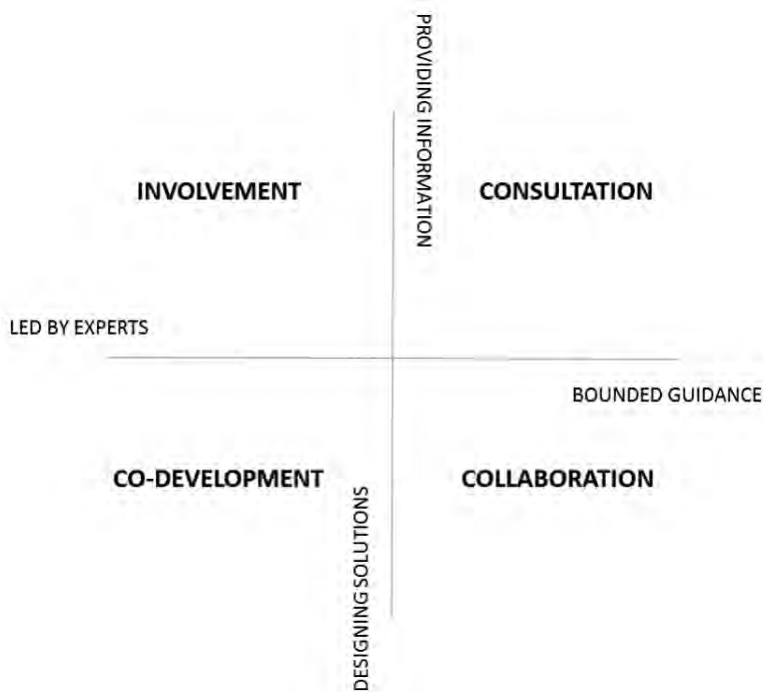 PROVIDING INFORMATION
INVOLVEMENT
CONSULTATION
LED BY EXPERTS
BOUNDED GUIDANCE
CO-DEVELOPMENT
COLLABORATION
DESIGNING SOLUTIONS